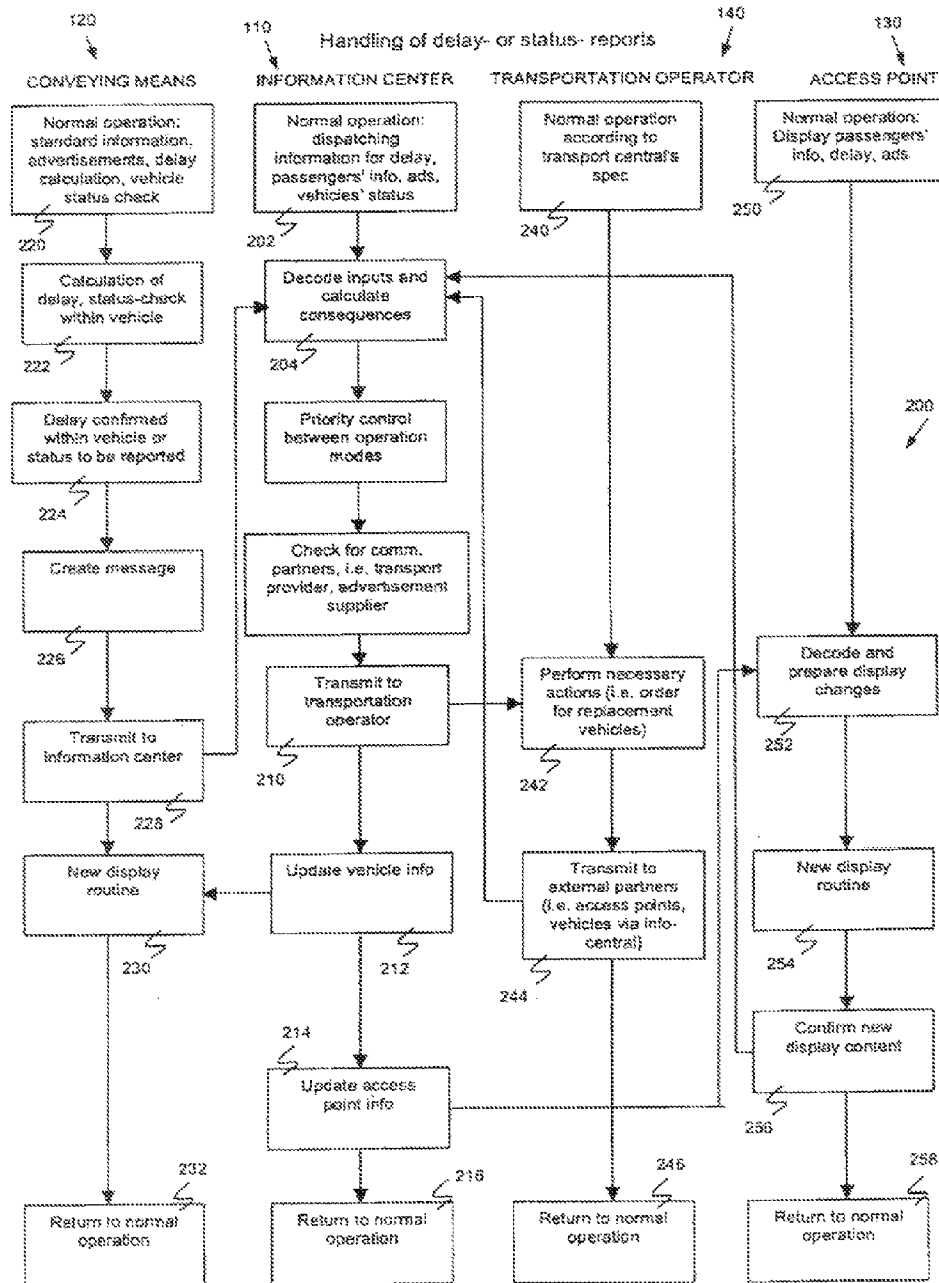 120
110
Handling of delay- or status- reports
140
130
CONVEYING MEANS
INFORMATION CENTER
TRANSPORTATION OPERATOR
ACCESS POINT
Normal operation:
standard information,
advertisements, delay
calculation, vehicle
status check
220
Calculation of
delay, status-check
within vehicle
222
Delay confirmed
within vehicle or
status to be reported
224
Create message
226
Transmit to
information center
228
New display
routine
230
232
Return to normal
operation
Normal operation:
dispatching
information for delay,
passengers' info, ads,
vehicles' status
202
Decode inputs and
calculate
consequences
204
Priority control
between operation
modes
Check for comm.
partners, i.e. transport
provider, advertisement
supplier
Transmit to
transportation
operator
210
Update vehicle info
212
214
Update access
point info
216
Return to normal
operation
Normal operation
according to
transport central's
spec
240
Perform necessary
actions (i.e. order
for replacement
vehicles)
242
Transmit to
external partners
(i.e. access points,
vehicles via info-
central)
244
246
Return to normal
operation
Normal operation:
Display passengers'
info, delay, ads
250
200
Decode and
prepare display
changes
252
New display
routine
254
Confirm new
display content
256
258
Return to normal
operation